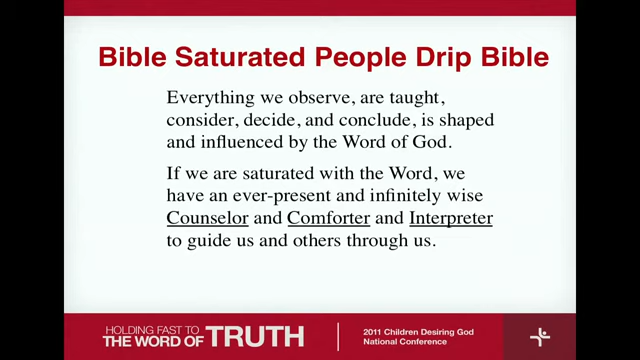 Bible Saturated People Drip Bible
Everything we observe, are taught,
consider, decide, and conclude, is shaped
and influenced by the Word of God.
If we are saturated with the Word, we
have an ever-present and infinitely wise
Counselor and Comforter and Interpreter
to guide us and others through us.
HOLDING FAST TO
THE WORD OF TRUTH
2011 Children Desiring God
National Conference